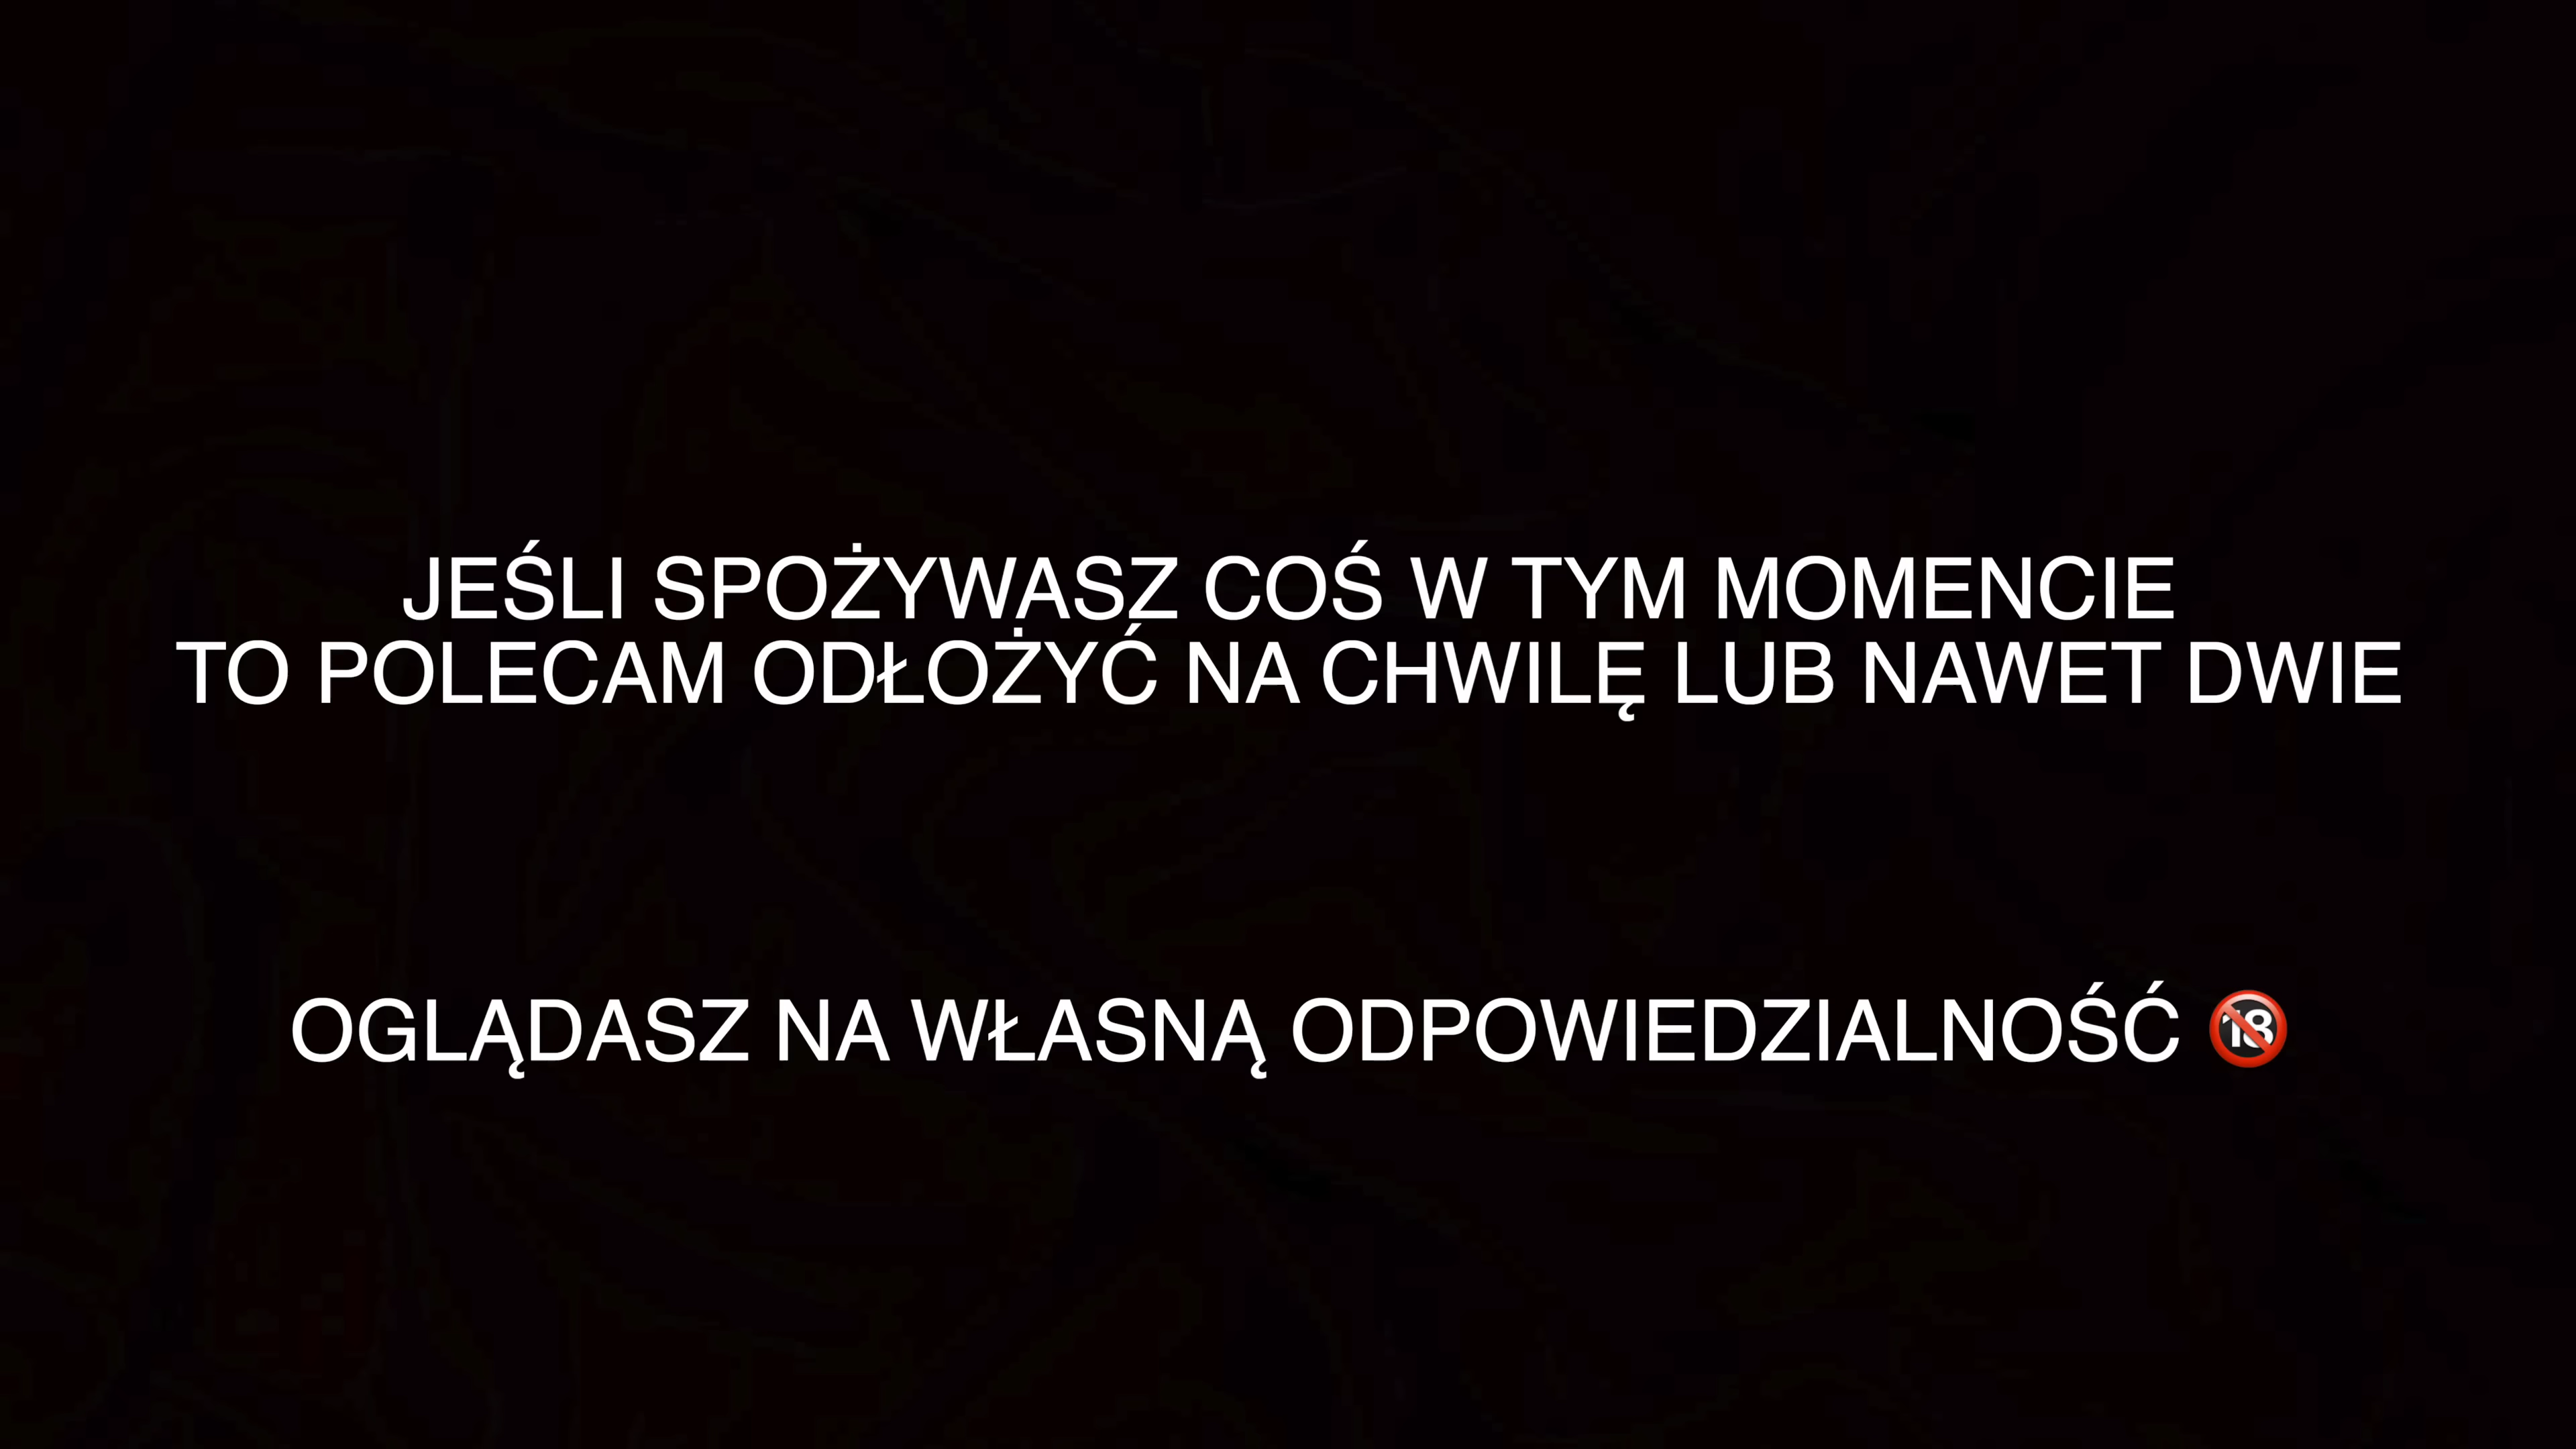 JEŚLI SPOŻYWASZ COŚ W TYM MOMENCIE
TO POLECAM ODŁOŻYĆ NA CHWILĘ LUB NAWET DWIE
OGLĄDASZ NA WŁASNĄ ODPOWIEDZIALNOŚĆ 🔞